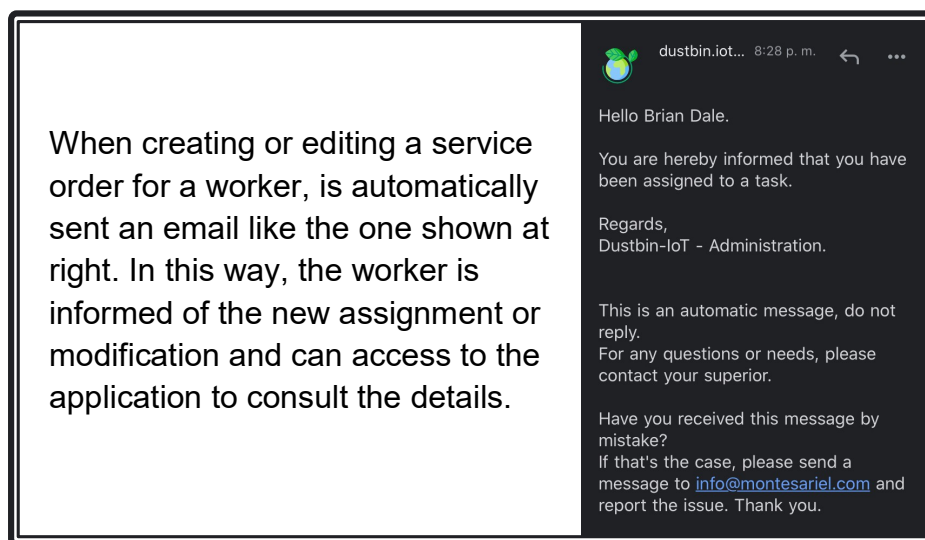 When creating or editing a service
order for a worker, is automatically
sent an email like the one shown at
right. In this way, the worker is
informed of the new assignment or
modification and can access to the
application to consult the details.
dustbin.iot... 8:28 p. m.
Hello Brian Dale.
You are hereby informed that you have
been assigned to a task.
Regards,
Dustbin-IoT - Administration.
This is an automatic message, do not
reply.
For any questions or needs, please
contact your superior.
Have you received this message by
mistake?
If that's the case, please send a
message to info@montesariel.com and
report the issue. Thank you.